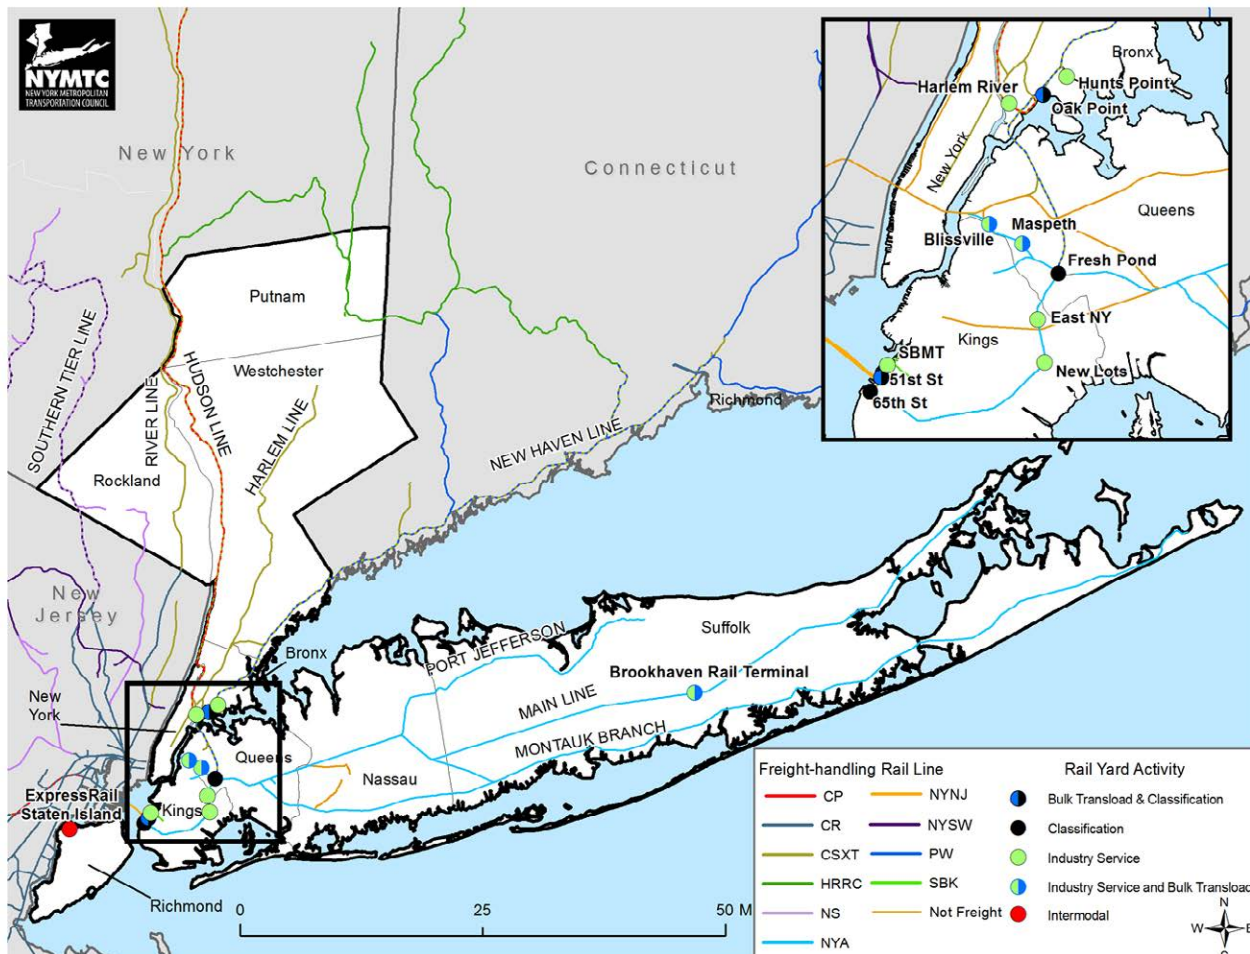 NYMTC
NEW YORK METROPOLITAN
TRANSPORTATION COUNCIL
New York
Connecticut
Putnam
Westchester
Rockland
SOUTHERN TIER LINE
RIVER LINE
HUDSON LINE
HARLEM LINE
NEW HAVEN LINE
Richmond
New
Jersey
Bronx
New
York
Queens
Kings
Nassau
Suffolk
PORT JEFFERSON
MAIN LINE
MONTAUK BRANCH
Brookhaven Rail Terminal
ExpressRail
Staten Island
Richmond
0 25 50 M
Bronx
Harlem River
Hunts Point
Oak Point
New York
Queens
Maspeth
Blissville
Fresh Pond
East NY
Kings
SBMT
New Lots
51st St
65th St
Freight-handling Rail Line
CP
CR
CSXT
HRRC
NS
NYA
NYNJ
NYSW
PW
SBK
Not Freight
Rail Yard Activity
Bulk Transload & Classification
Classification
Industry Service
Industry Service and Bulk Transload
Intermodal
N
W E
S